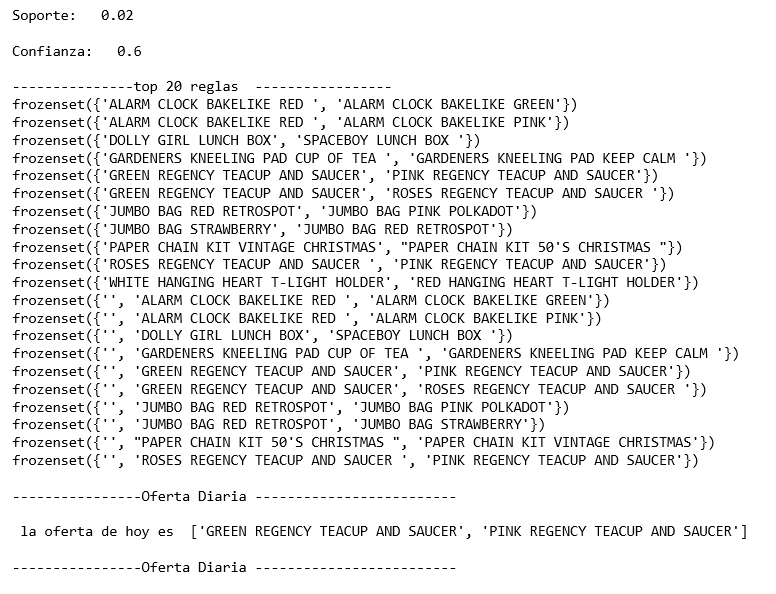 Soporte:   0.02
Confianza:   0.6
---------------top 20 reglas  -----------------
frozenset({'ALARM CLOCK BAKELIKE RED ', 'ALARM CLOCK BAKELIKE GREEN'})
frozenset({'ALARM CLOCK BAKELIKE RED ', 'ALARM CLOCK BAKELIKE PINK'})
frozenset({'DOLLY GIRL LUNCH BOX', 'SPACEBOY LUNCH BOX '})
frozenset({'GARDENERS KNEELING PAD CUP OF TEA ', 'GARDENERS KNEELING PAD KEEP CALM '})
frozenset({'GREEN REGENCY TEACUP AND SAUCER', 'PINK REGENCY TEACUP AND SAUCER'})
frozenset({'GREEN REGENCY TEACUP AND SAUCER', 'ROSES REGENCY TEACUP AND SAUCER '})
frozenset({'JUMBO BAG RED RETROSPOT', 'JUMBO BAG PINK POLKADOT'})
frozenset({'JUMBO BAG STRAWBERRY', 'JUMBO BAG RED RETROSPOT'})
frozenset({'PAPER CHAIN KIT VINTAGE CHRISTMAS', "PAPER CHAIN KIT 50'S CHRISTMAS "})
frozenset({'ROSES REGENCY TEACUP AND SAUCER ', 'PINK REGENCY TEACUP AND SAUCER'})
frozenset({'WHITE HANGING HEART T-LIGHT HOLDER', 'RED HANGING HEART T-LIGHT HOLDER'})
frozenset({'', 'ALARM CLOCK BAKELIKE RED ', 'ALARM CLOCK BAKELIKE GREEN'})
frozenset({'', 'ALARM CLOCK BAKELIKE RED ', 'ALARM CLOCK BAKELIKE PINK'})
frozenset({'', 'DOLLY GIRL LUNCH BOX', 'SPACEBOY LUNCH BOX '})
frozenset({'', 'GARDENERS KNEELING PAD CUP OF TEA ', 'GARDENERS KNEELING PAD KEEP CALM '})
frozenset({'', 'GREEN REGENCY TEACUP AND SAUCER', 'PINK REGENCY TEACUP AND SAUCER'})
frozenset({'', 'GREEN REGENCY TEACUP AND SAUCER', 'ROSES REGENCY TEACUP AND SAUCER '})
frozenset({'', 'JUMBO BAG RED RETROSPOT', 'JUMBO BAG PINK POLKADOT'})
frozenset({'', 'JUMBO BAG RED RETROSPOT', 'JUMBO BAG STRAWBERRY'})
frozenset({'', "PAPER CHAIN KIT 50'S CHRISTMAS ", 'PAPER CHAIN KIT VINTAGE CHRISTMAS'})
frozenset({'', 'ROSES REGENCY TEACUP AND SAUCER ', 'PINK REGENCY TEACUP AND SAUCER'})
----------------Oferta Diaria -------------------------
la oferta de hoy es  ['GREEN REGENCY TEACUP AND SAUCER', 'PINK REGENCY TEACUP AND SAUCER']
----------------Oferta Diaria -------------------------